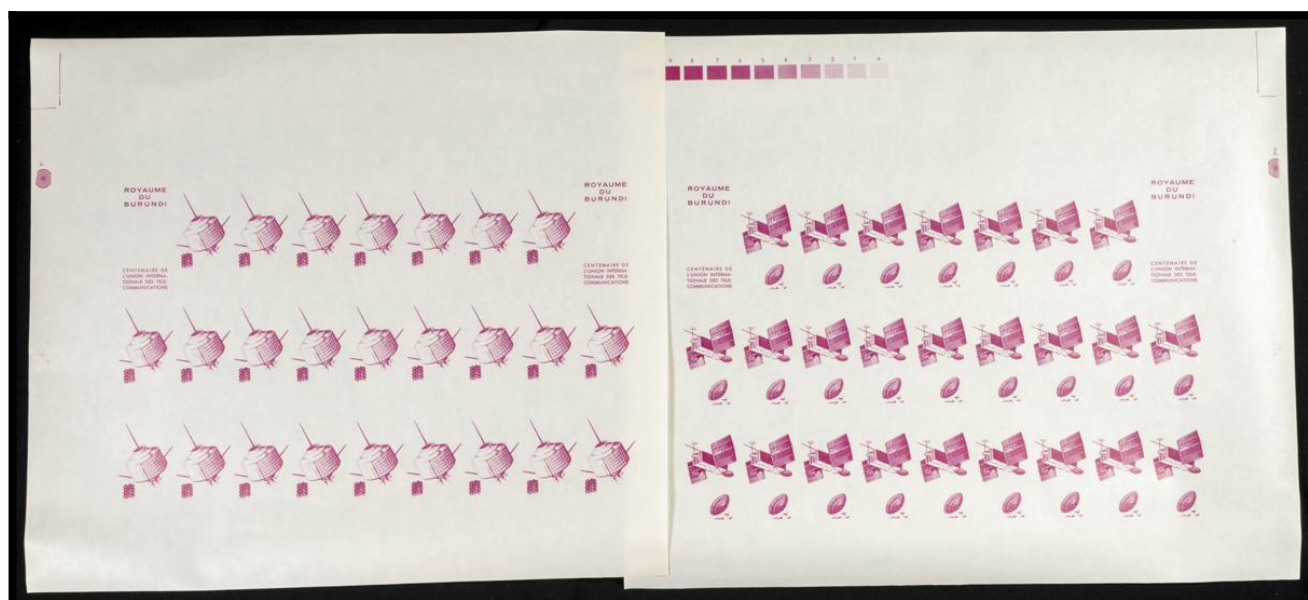 9 8 7 6 5 4 3 2 1
ROYAUME
DU
BURUNDI
ROYAUME
DU
BURUNDI
ROYAUME
DU
BURUNDI
ROYAUME
DU
BURUNDI
CENTENAIRE DE
L'UNION INTERNA-
TIONALE DES TELE-
COMMUNICATIONS
CENTENAIRE DE
L'UNION INTERNA-
TIONALE DES TELE-
COMMUNICATIONS
CENTENAIRE DE
L'UNION INTERNA-
TIONALE DES TELE-
COMMUNICATIONS
CENTENAIRE DE
L'UNION INTERNA-
TIONALE DES TELE-
COMMUNICATIONS